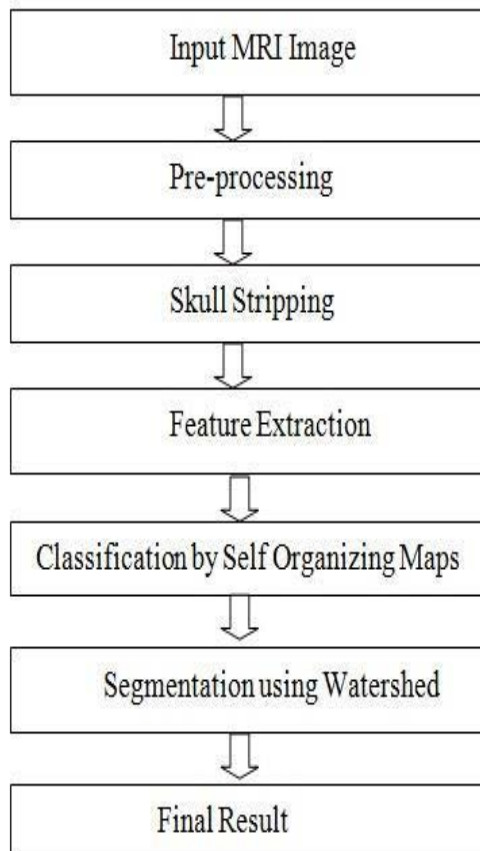 Input MRI Image
Pre-processing
Skull Stripping
Feature Extraction
Classification by Self Organizing Maps
Segmentation using Watershed
Final Result